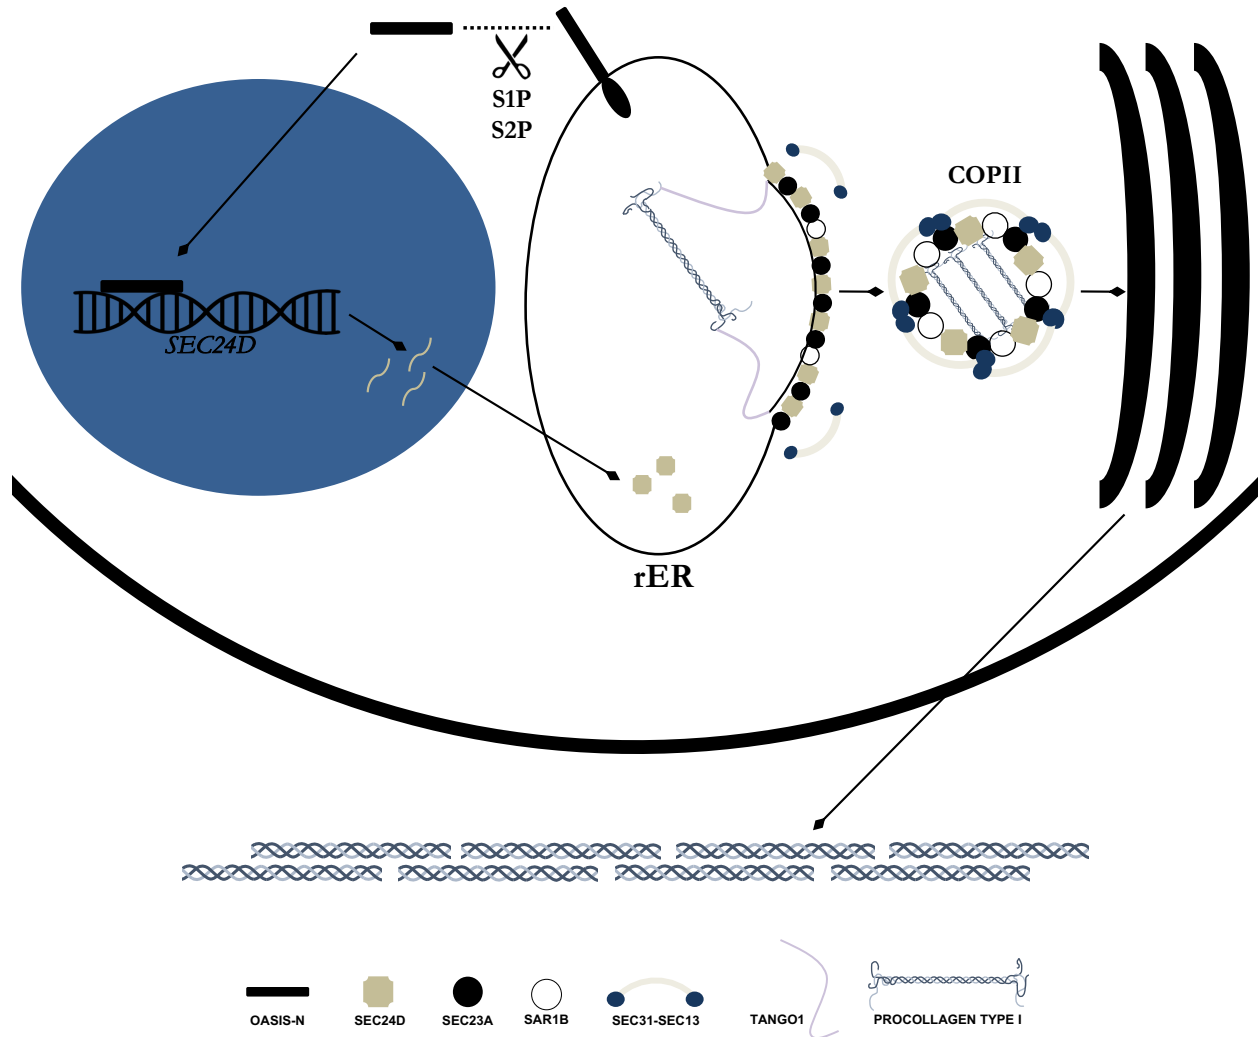 S1P
S2P
COPII
SEC24D
rER
OASIS-N
SEC24D
SEC23A
SAR1B
SEC31-SEC13
TANGO1
PROCOLLAGEN TYPE I